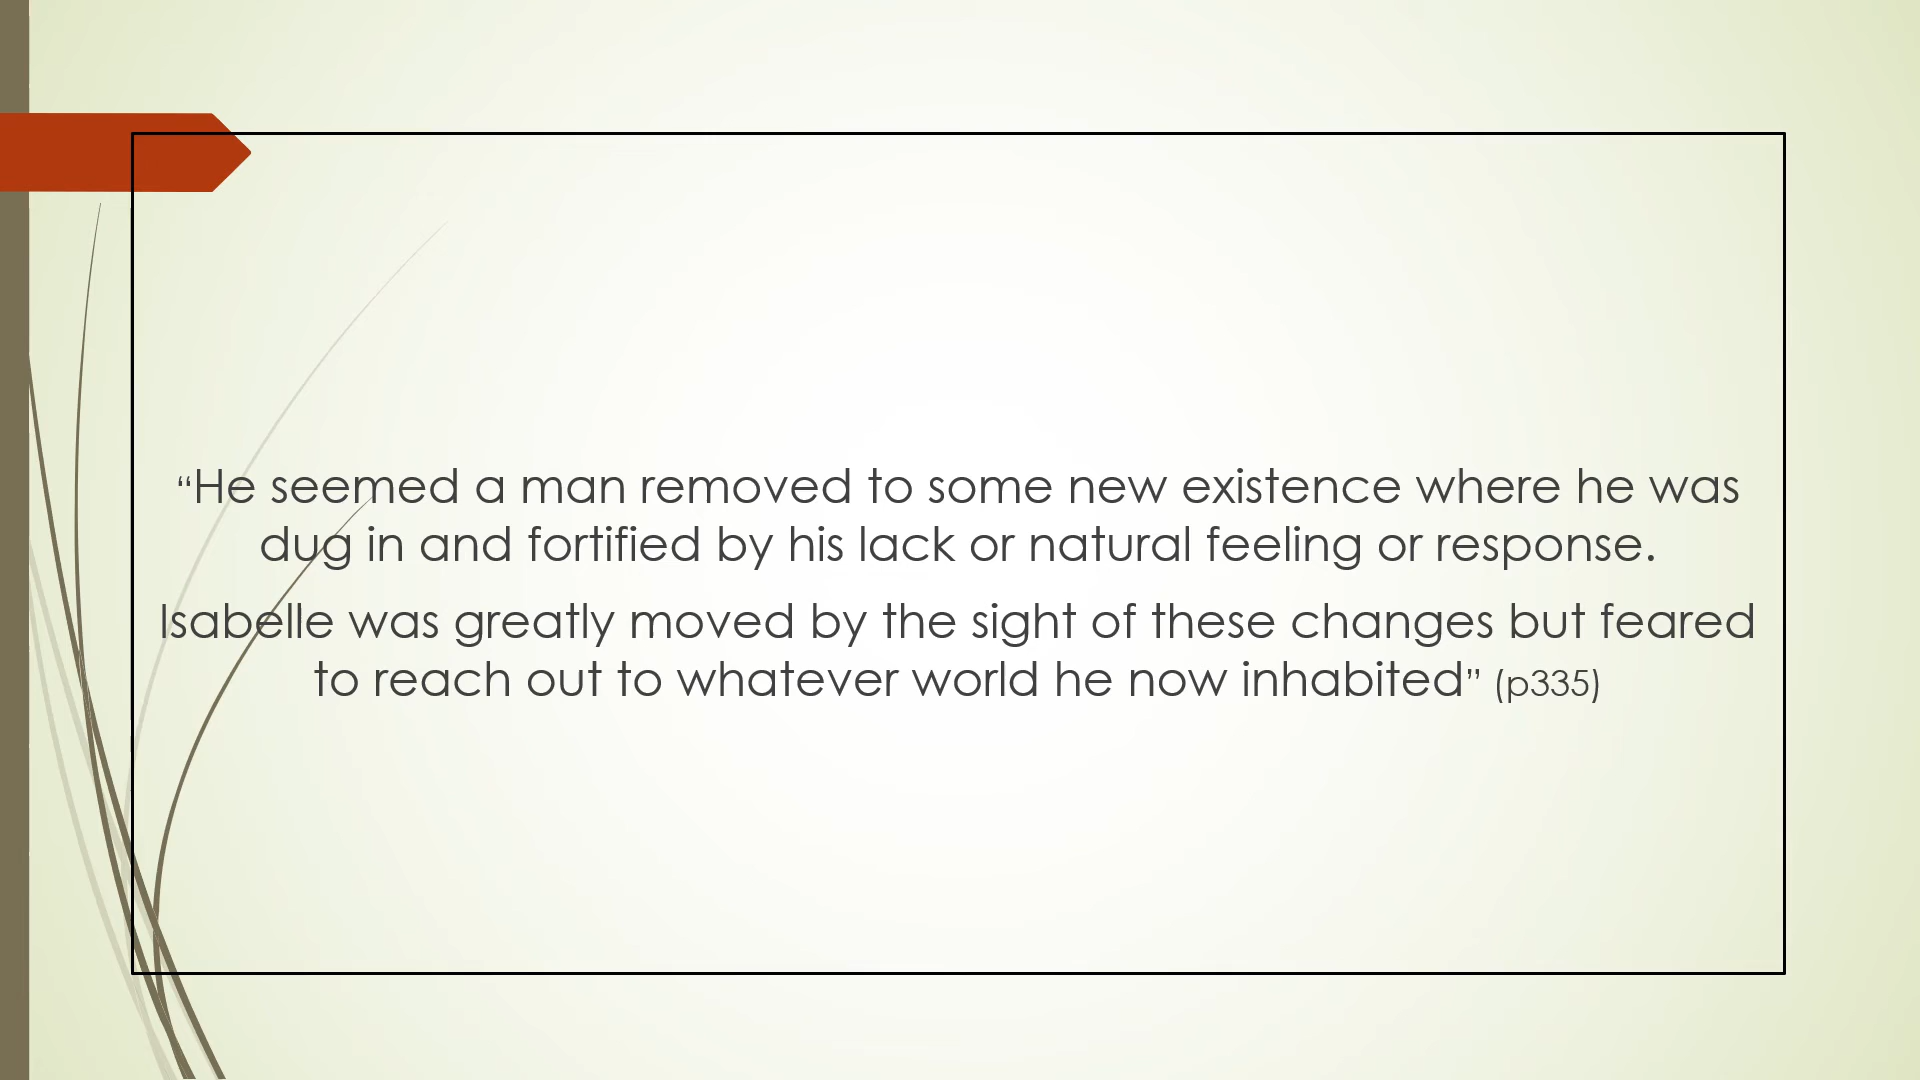 “He seemed a man removed to some new existence where he was
dug in and fortified by his lack or natural feeling or response.
Isabelle was greatly moved by the sight of these changes but feared
to reach out to whatever world he now inhabited” (p335)